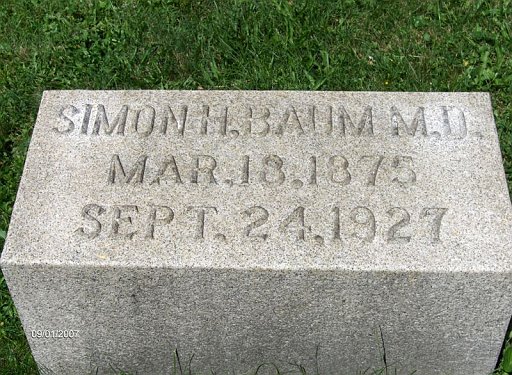 SIMON H. BAUM M.D.
MAR. 18. 1875
SEPT. 24. 1927
09/01/2007